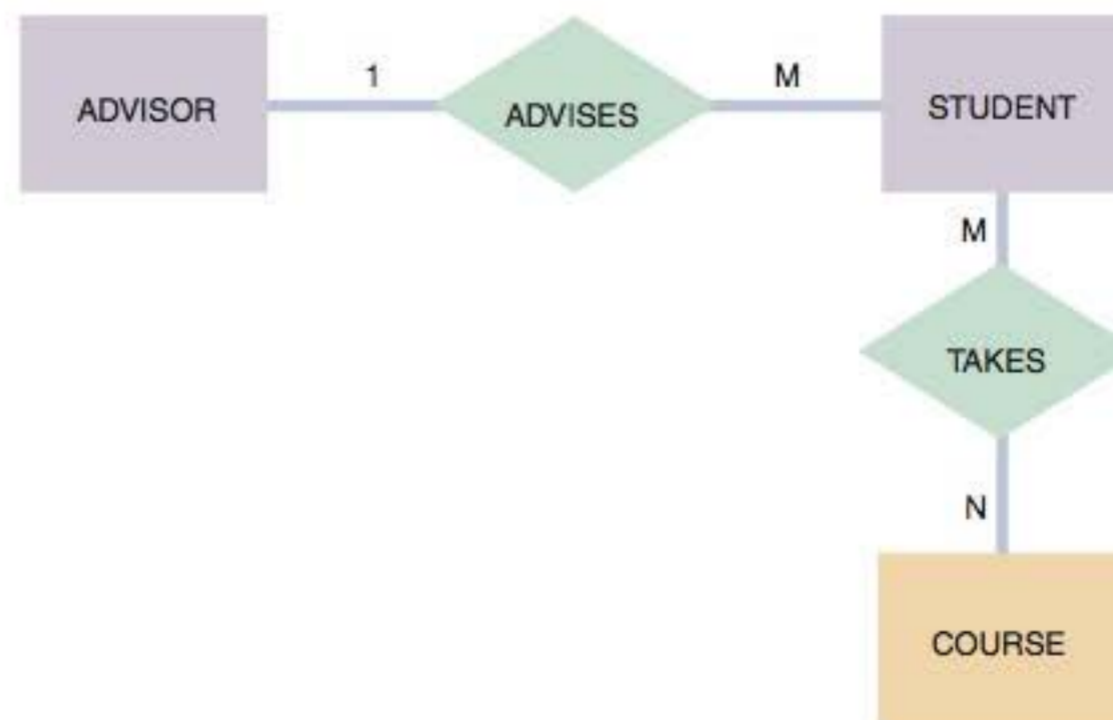 ADVISOR
1
ADVISES
M
STUDENT
M
TAKES
N
COURSE